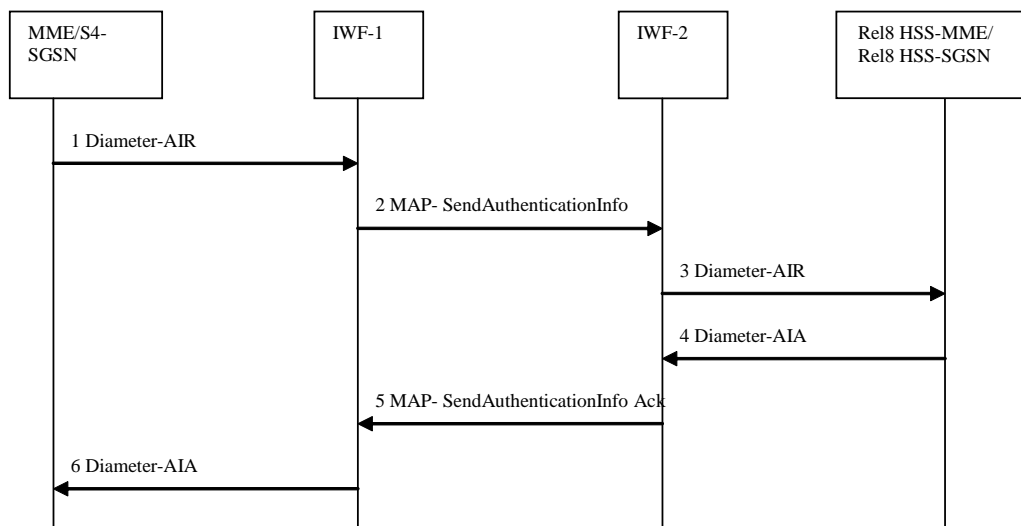 MME/S4-
SGSN
IWF-1
IWF-2
Rel8 HSS-MME/
Rel8 HSS-SGSN
1 Diameter-AIR
2 MAP- SendAuthenticationInfo
3 Diameter-AIR
4 Diameter-AIA
5 MAP- SendAuthenticationInfo Ack
6 Diameter-AIA